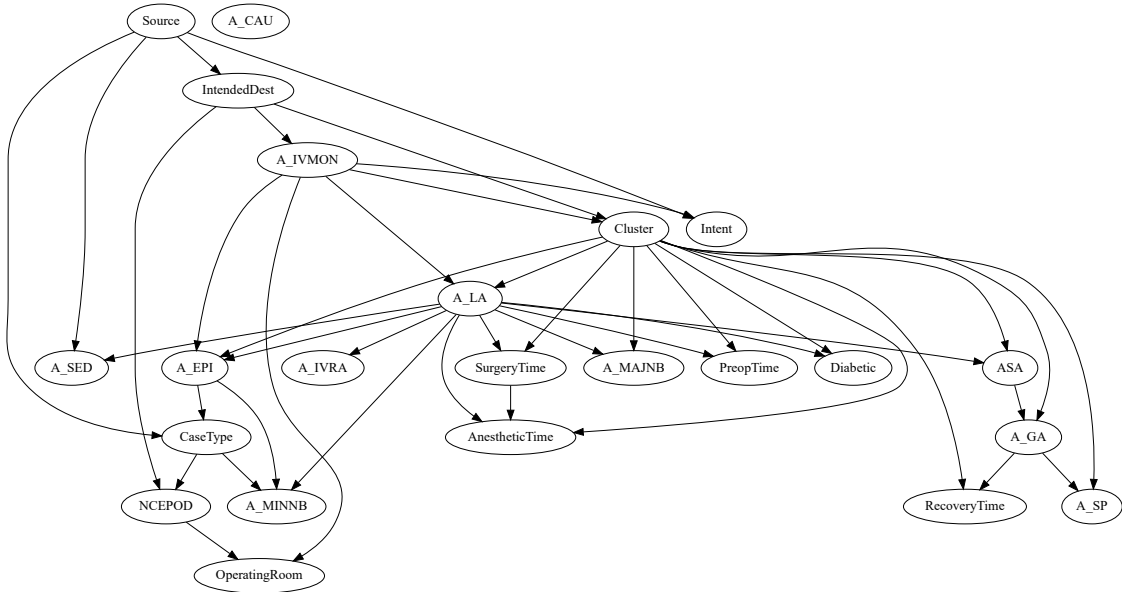 Source
A_CAU
IntendedDest
A_IVMON
Cluster
Intent
A_LA
A_SED
A_EPI
A_IVRA
SurgeryTime
A_MAJNB
PreopTime
Diabetic
ASA
CaseType
AnestheticTime
A_GA
NCEPOD
A_MINNB
RecoveryTime
A_SP
OperatingRoom